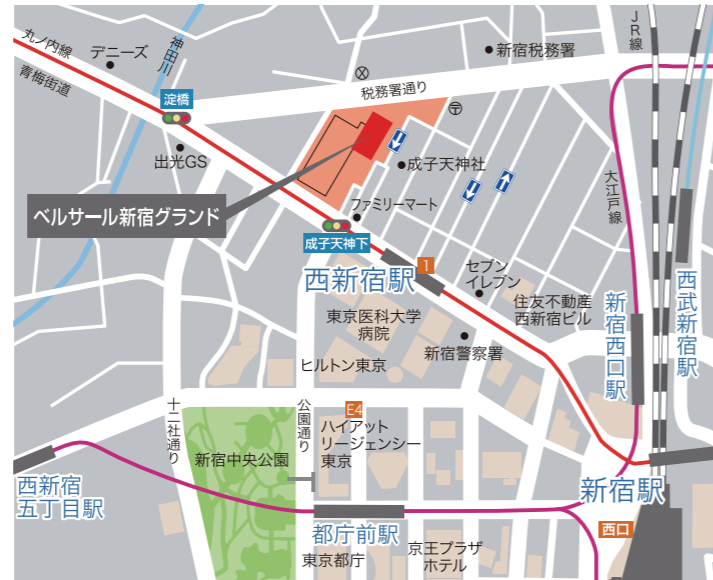 丸ノ内線
青梅街道
デニーズ
神田川
淀橋
出光GS
税務署通り
新宿税務署
JR線
成子天神社
ファミリーマート
ベルサール新宿グランド
成子天神下
西新宿駅
1
セブン
イレブン
大江戸線
西武新宿駅
新宿西口駅
住友不動産
西新宿ビル
東京医科大学
病院
新宿警察署
ヒルトン東京
十二社通り
公園通り
E4
ハイアット
リージェンシー
東京
新宿中央公園
西新宿
五丁目駅
都庁前駅
新宿駅
西口
東京都庁
京王プラザ
ホテル